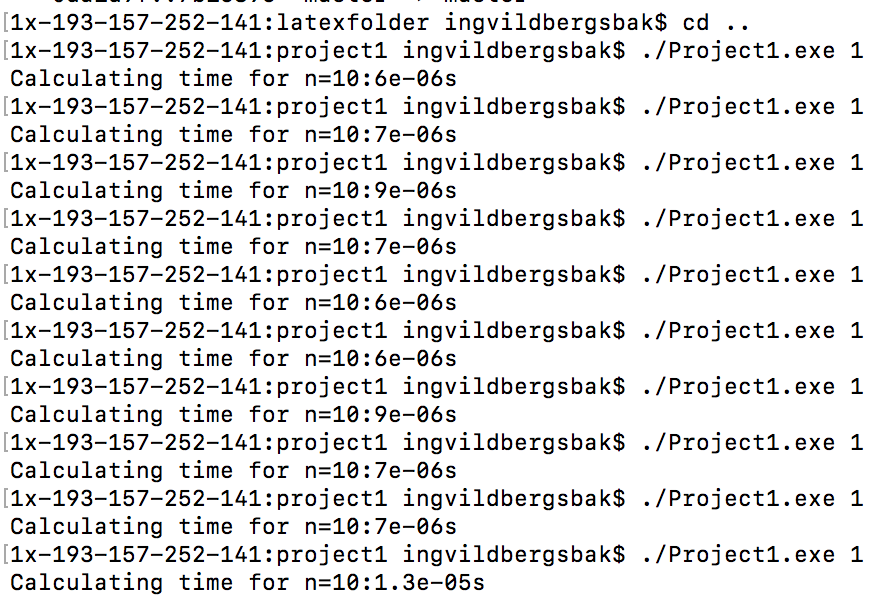 [1x-193-157-252-141:latexfolder ingvildbergsbak$ cd ..
[1x-193-157-252-141:project1 ingvildbergsbak$ ./Project1.exe 1
Calculating time for n=10:6e-06s
[1x-193-157-252-141:project1 ingvildbergsbak$ ./Project1.exe 1
Calculating time for n=10:7e-06s
[1x-193-157-252-141:project1 ingvildbergsbak$ ./Project1.exe 1
Calculating time for n=10:9e-06s
[1x-193-157-252-141:project1 ingvildbergsbak$ ./Project1.exe 1
Calculating time for n=10:7e-06s
[1x-193-157-252-141:project1 ingvildbergsbak$ ./Project1.exe 1
Calculating time for n=10:6e-06s
[1x-193-157-252-141:project1 ingvildbergsbak$ ./Project1.exe 1
Calculating time for n=10:6e-06s
[1x-193-157-252-141:project1 ingvildbergsbak$ ./Project1.exe 1
Calculating time for n=10:9e-06s
[1x-193-157-252-141:project1 ingvildbergsbak$ ./Project1.exe 1
Calculating time for n=10:7e-06s
[1x-193-157-252-141:project1 ingvildbergsbak$ ./Project1.exe 1
Calculating time for n=10:7e-06s
[1x-193-157-252-141:project1 ingvildbergsbak$ ./Project1.exe 1
Calculating time for n=10:1.3e-05s